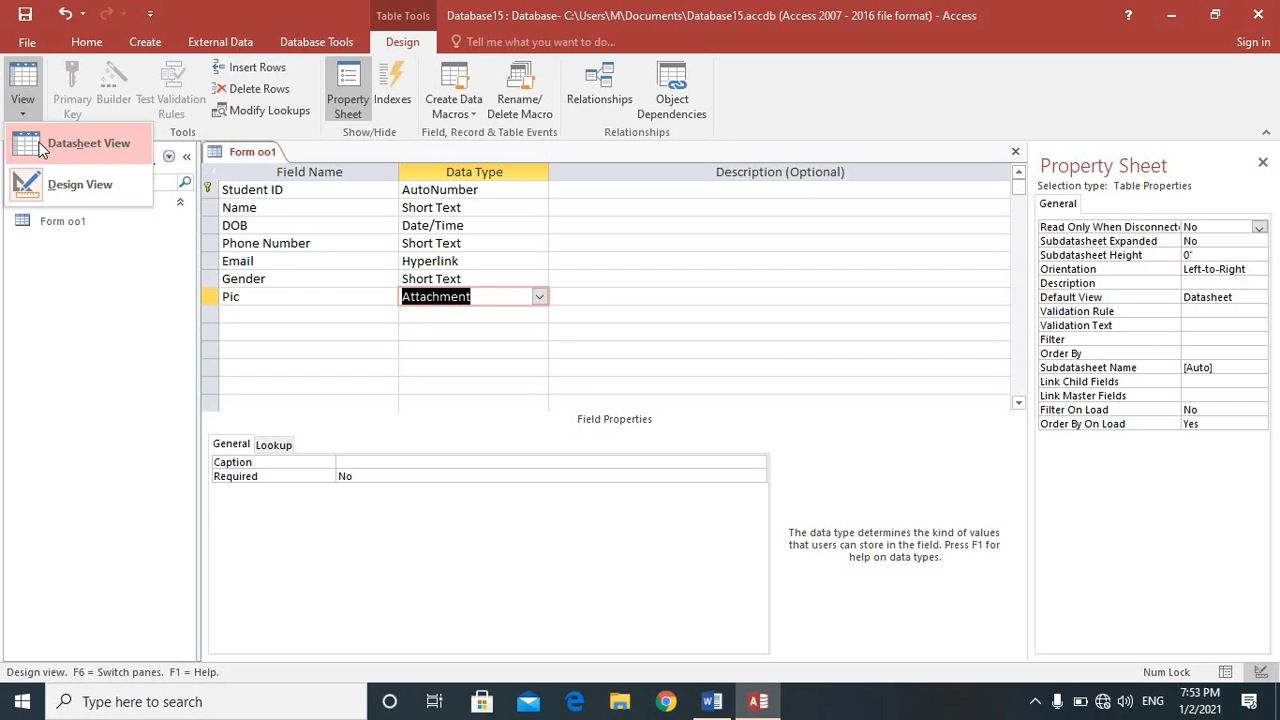 Table Tools
Database15 : Database- C:\Users\M\Documents\Database15.accdb (Access 2007 - 2016 file format) - Access
?
File
Home
Create
External Data
Database Tools
Design
Tell me what you want to do...
Sign in
View
Primary Key
Builder
Test Validation Rules
Insert Rows
Delete Rows
Modify Lookups
Property Sheet
Indexes
Create Data Macros
Rename/ Delete Macro
Relationships
Object Dependencies
Tools
Show/Hide
Field, Record & Table Events
Relationships
Datasheet View
Design View
Form oo1
Form oo1
Field Name Data Type Description (Optional)
Student ID AutoNumber
Name Short Text
DOB Date/Time
Phone Number Short Text
Email Hyperlink
Gender Short Text
Pic Attachment
Field Properties
General Lookup
Caption
Required No
The data type determines the kind of values
that users can store in the field. Press F1 for
help on data types.
Property Sheet
Selection type: Table Properties
General
Read Only When Disconnecte No
Subdatasheet Expanded No
Subdatasheet Height 0"
Orientation Left-to-Right
Description
Default View Datasheet
Validation Rule
Validation Text
Filter
Order By
Subdatasheet Name [Auto]
Link Child Fields
Link Master Fields
Filter On Load No
Order By On Load Yes
Design view. F6 = Switch panes. F1 = Help.
Num Lock
Type here to search
ENG
7:53 PM
1/2/2021